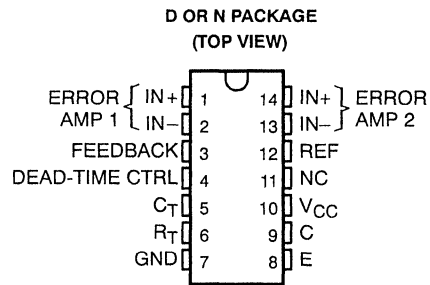 D OR N PACKAGE
(TOP VIEW)
ERROR AMP 1 { IN+ 1 14 IN+ } ERROR AMP 2
IN− 2 13 IN−
FEEDBACK 3 12 REF
DEAD-TIME CTRL 4 11 NC
CT 5 10 VCC
RT 6 9 C
GND 7 8 E